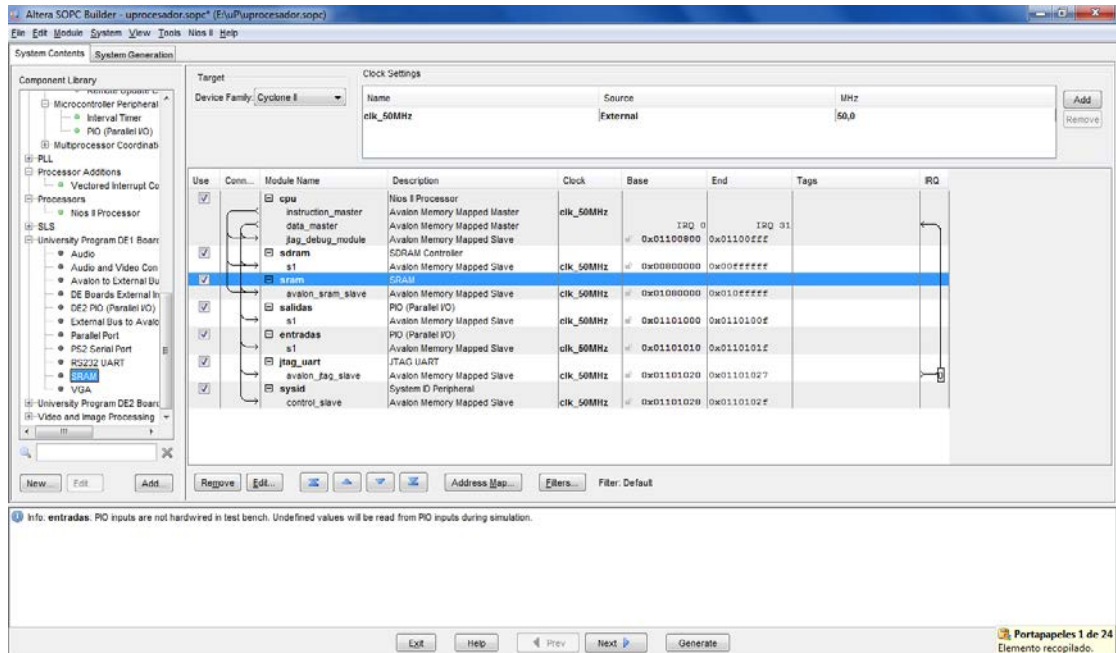 Altera SOPC Builder - uprocesador.sopc* (E:\uP\uprocesador.sopc)
File Edit Module System View Tools Nios II Help
System Contents System Generation
Component Library
Microcontroller Peripheral
Interval Timer
PIO (Parallel I/O)
Multiprocessor Coordinati
PLL
Processor Additions
Vectored Interrupt Co
Processors
Nios II Processor
SLS
University Program DE1 Board
Audio
Audio and Video Con
Avalon to External Bu
DE Boards External In
DE2 PIO (Parallel I/O)
External Bus to Avalo
Parallel Port
PS2 Serial Port
RS232 UART
SRAM
VGA
University Program DE2 Board
Video and Image Processing
New... Edit Add...
Target
Device Family: Cyclone II
Clock Settings
Name Source MHz
clk_50MHz External 50,0
Add
Remove
Use Conn... Module Name Description Clock Base End Tags IRQ
cpu Nios II Processor
instruction_master Avalon Memory Mapped Master clk_50MHz
data_master Avalon Memory Mapped Master IRQ 0 IRQ 31
jtag_debug_module Avalon Memory Mapped Slave 0x01100800 0x01100fff
sdram SDRAM Controller
s1 Avalon Memory Mapped Slave clk_50MHz 0x00800000 0x00ffffff
sram SRAM
avalon_sram_slave Avalon Memory Mapped Slave clk_50MHz 0x01080000 0x010fffff
salidas PIO (Parallel I/O)
s1 Avalon Memory Mapped Slave clk_50MHz 0x01101000 0x0110100f
entradas PIO (Parallel I/O)
s1 Avalon Memory Mapped Slave clk_50MHz 0x01101010 0x0110101f
jtag_uart JTAG UART
avalon_jtag_slave Avalon Memory Mapped Slave clk_50MHz 0x01101020 0x01101027
sysid System ID Peripheral
control_slave Avalon Memory Mapped Slave clk_50MHz 0x01101028 0x0110102f
Remove Edit... Address Map... Filters... Filter: Default
Info: entradas: PIO inputs are not hardwired in test bench. Undefined values will be read from PIO inputs during simulation.
Exit Help Prev Next Generate
Portapapeles 1 de 24
Elemento recopilado.